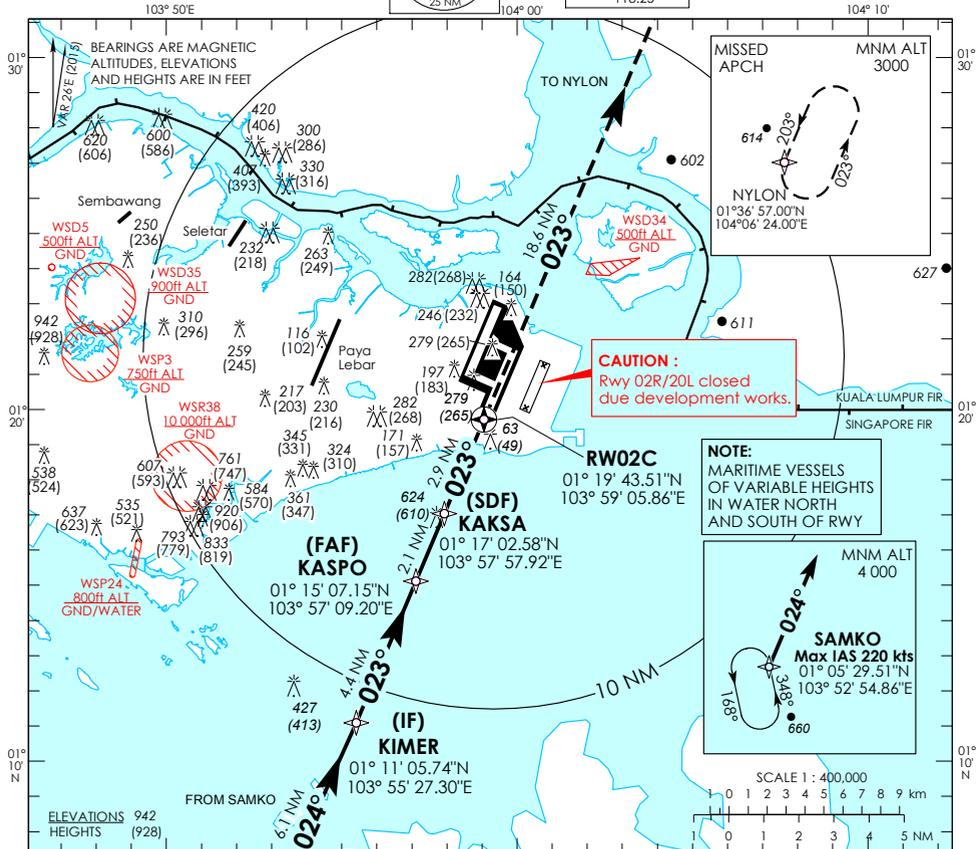 25 NM
103° 50'E
104° 00'E
104° 10'E
01°
30'
01°
30'
BEARINGS ARE MAGNETIC
ALTITUDES, ELEVATIONS
AND HEIGHTS ARE IN FEET
VAR 26'E (2015)
620
(606)
600
(586)
420
(406)
300
(286)
407
(393)
330
(316)
TO NYLON
602
MISSED
APCH
MNM ALT
3000
614
203°
023°
NYLON
01°36' 57.00"N
104°06' 24.00"E
Sembawang
WSD5
500ft ALT
GND
250
(236)
Seletar
232
(218)
263
(249)
18.6 NM
023°
WSD34
500ft ALT
GND
627
WSD35
900ft ALT
GND
282(268)
164
(150)
246 (232)
611
942
(928)
310
(296)
259
(245)
116
(102)
Paya
Lebar
279 (265)
197
(183)
CAUTION :
Rwy 02R/20L closed
due development works.
WSP3
750ft ALT
GND
217
(203)
230
(216)
282
(268)
279
(265)
KUALA LUMPUR FIR
SINGAPORE FIR
01°
20'
01°
20'
WSR38
10 000ft ALT
GND
345
(331)
324
(310)
171
(157)
63
(49)
RW02C
01° 19' 43.51"N
103° 59' 05.86"E
NOTE:
MARITIME VESSELS
OF VARIABLE HEIGHTS
IN WATER NORTH
AND SOUTH OF RWY
538
(524)
607
(593)
761
(747)
584
(570)
361
(347)
2.9 NM
023°
637
(623)
535
(521)
920
(906)
793
(779)
833
(819)
624
(610)
(SDF)
KAKSA
01° 17' 02.58"N
103° 57' 57.92"E
2.1 NM
(FAF)
KASPO
01° 15' 07.15"N
103° 57' 09.20"E
WSP24
800ft ALT
GND/WATER
MNM ALT
4 000
024°
SAMKO
Max IAS 220 kts
01° 05' 29.51"N
103° 52' 54.86"E
348°
168°
660
4.4 NM
023°
10 NM
427
(413)
(IF)
KIMER
01° 11' 05.74"N
103° 55' 27.30"E
01°
10'
N
01°
10'
N
FROM SAMKO
6.1 NM
024°
ELEVATIONS 942
HEIGHTS (928)
SCALE 1 : 400,000
1 0 1 2 3 4 5 6 7 8 9 km
1 0 1 2 3 4 5 NM